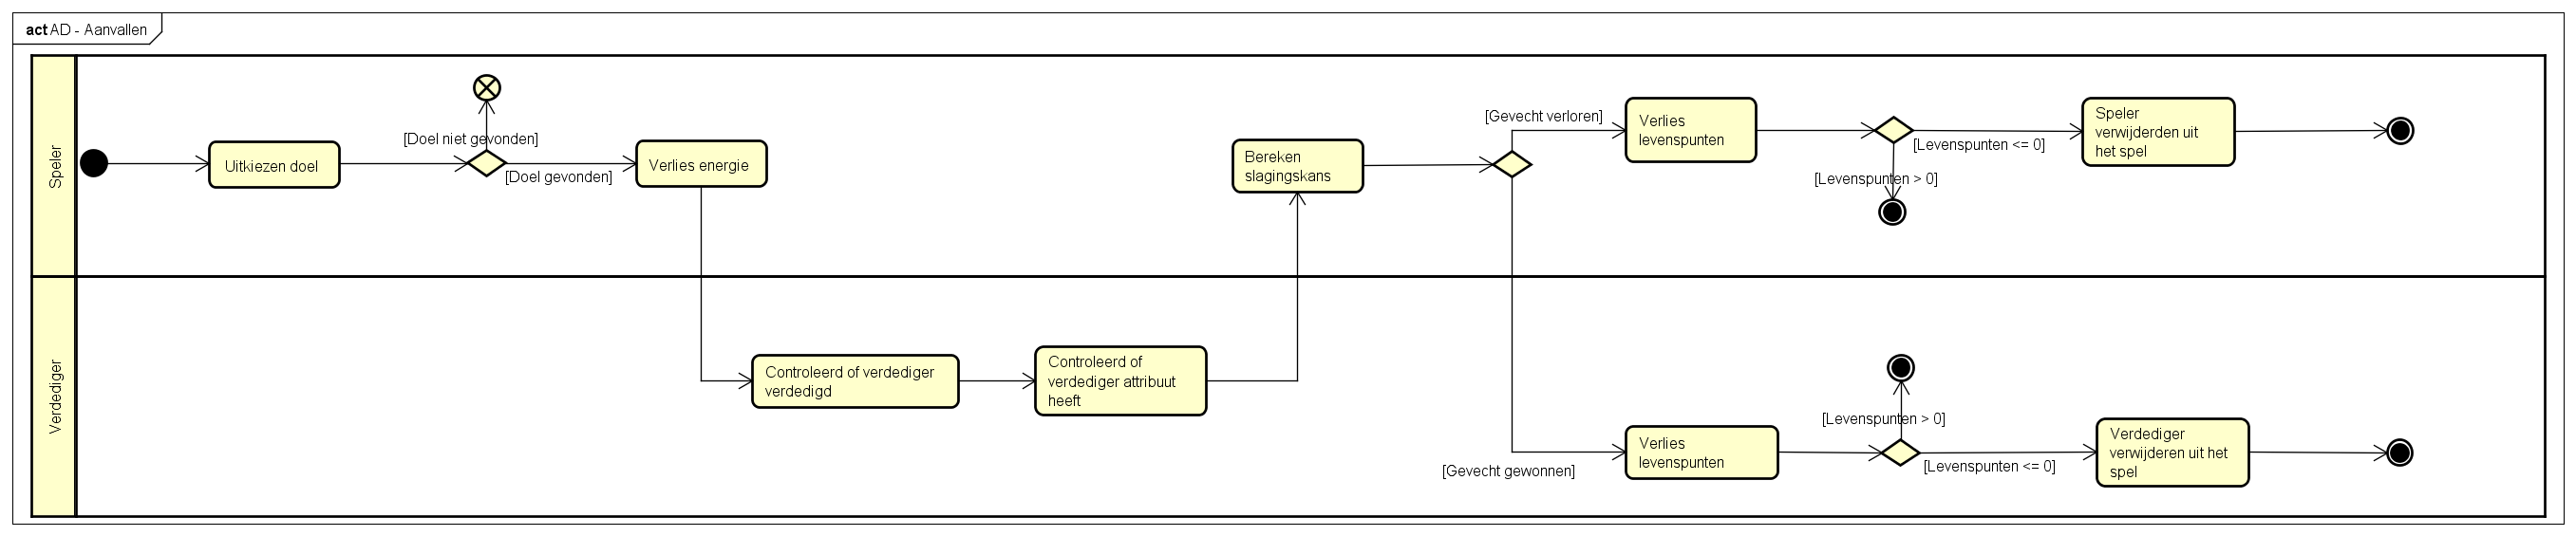 act AD - Aanvallen
Speler
Uitkiezen doel
[Doel niet gevonden]
[Doel gevonden]
Verlies energie
Bereken
slagingskans
[Gevecht verloren]
Verlies
levenspunten
[Levenspunten <= 0]
[Levenspunten > 0]
Speler
verwijderden uit
het spel
Verdediger
Controleerd of verdediger
verdedigd
Controleerd of
verdediger attribuut
heeft
[Gevecht gewonnen]
Verlies
levenspunten
[Levenspunten > 0]
[Levenspunten <= 0]
Verdediger
verwijderen uit het
spel